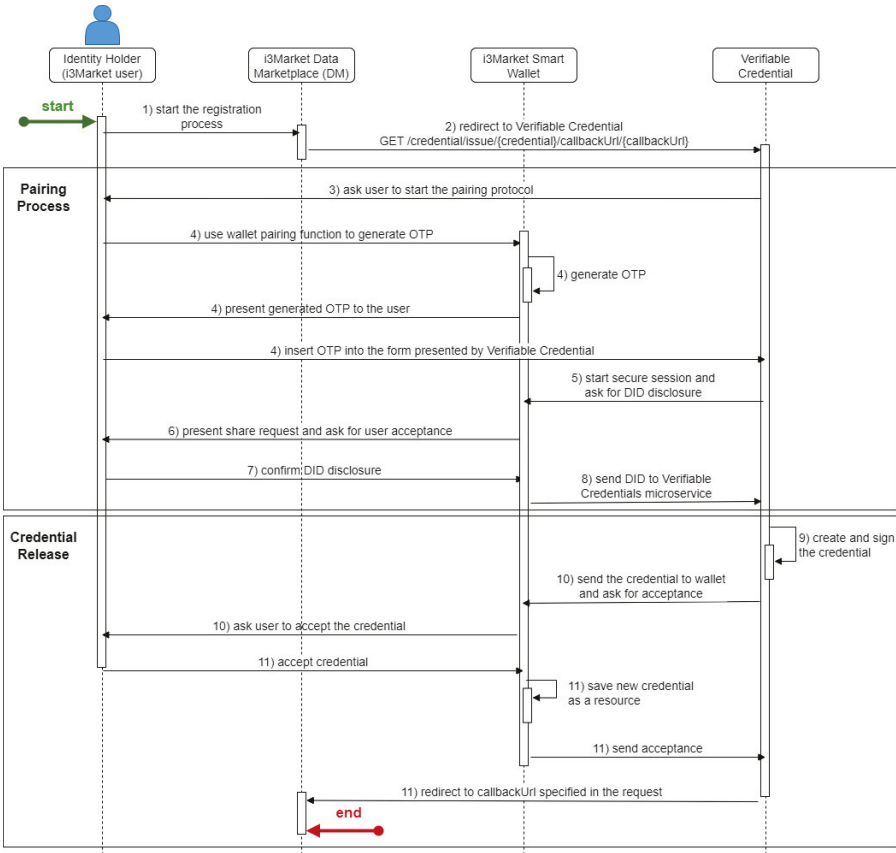 Identity Holder
(i3Market user)
i3Market Data
Marketplace (DM)
i3Market Smart
Wallet
Verifiable
Credential
start
1) start the registration
process
2) redirect to Verifiable Credential
GET /credential/issue/{credential}/callbackUrl/{callbackUrl}
Pairing
Process
3) ask user to start the pairing protocol
4) use wallet pairing function to generate OTP
4) generate OTP
4) present generated OTP to the user
4) insert OTP into the form presented by Verifiable Credential
5) start secure session and
ask for DID disclosure
6) present share request and ask for user acceptance
7) confirm DID disclosure
8) send DID to Verifiable
Credentials microservice
Credential
Release
9) create and sign
the credential
10) send the credential to wallet
and ask for acceptance
10) ask user to accept the credential
11) accept credential
11) save new credential
as a resource
11) send acceptance
11) redirect to callbackUrl specified in the request
end